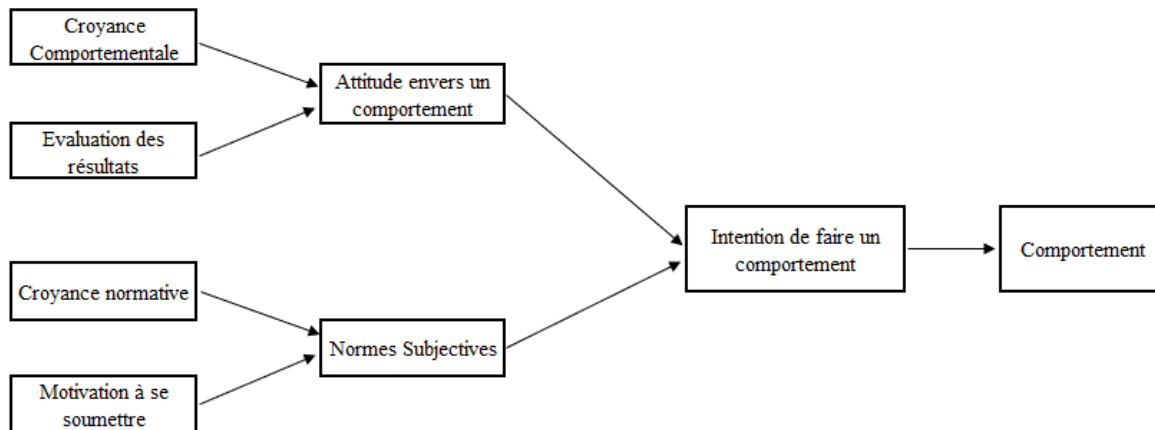 Croyance
Comportementale
Evaluation des
résultats
Attitude envers un
comportement
Croyance normative
Motivation à se
soumettre
Normes Subjectives
Intention de faire un
comportement
Comportement